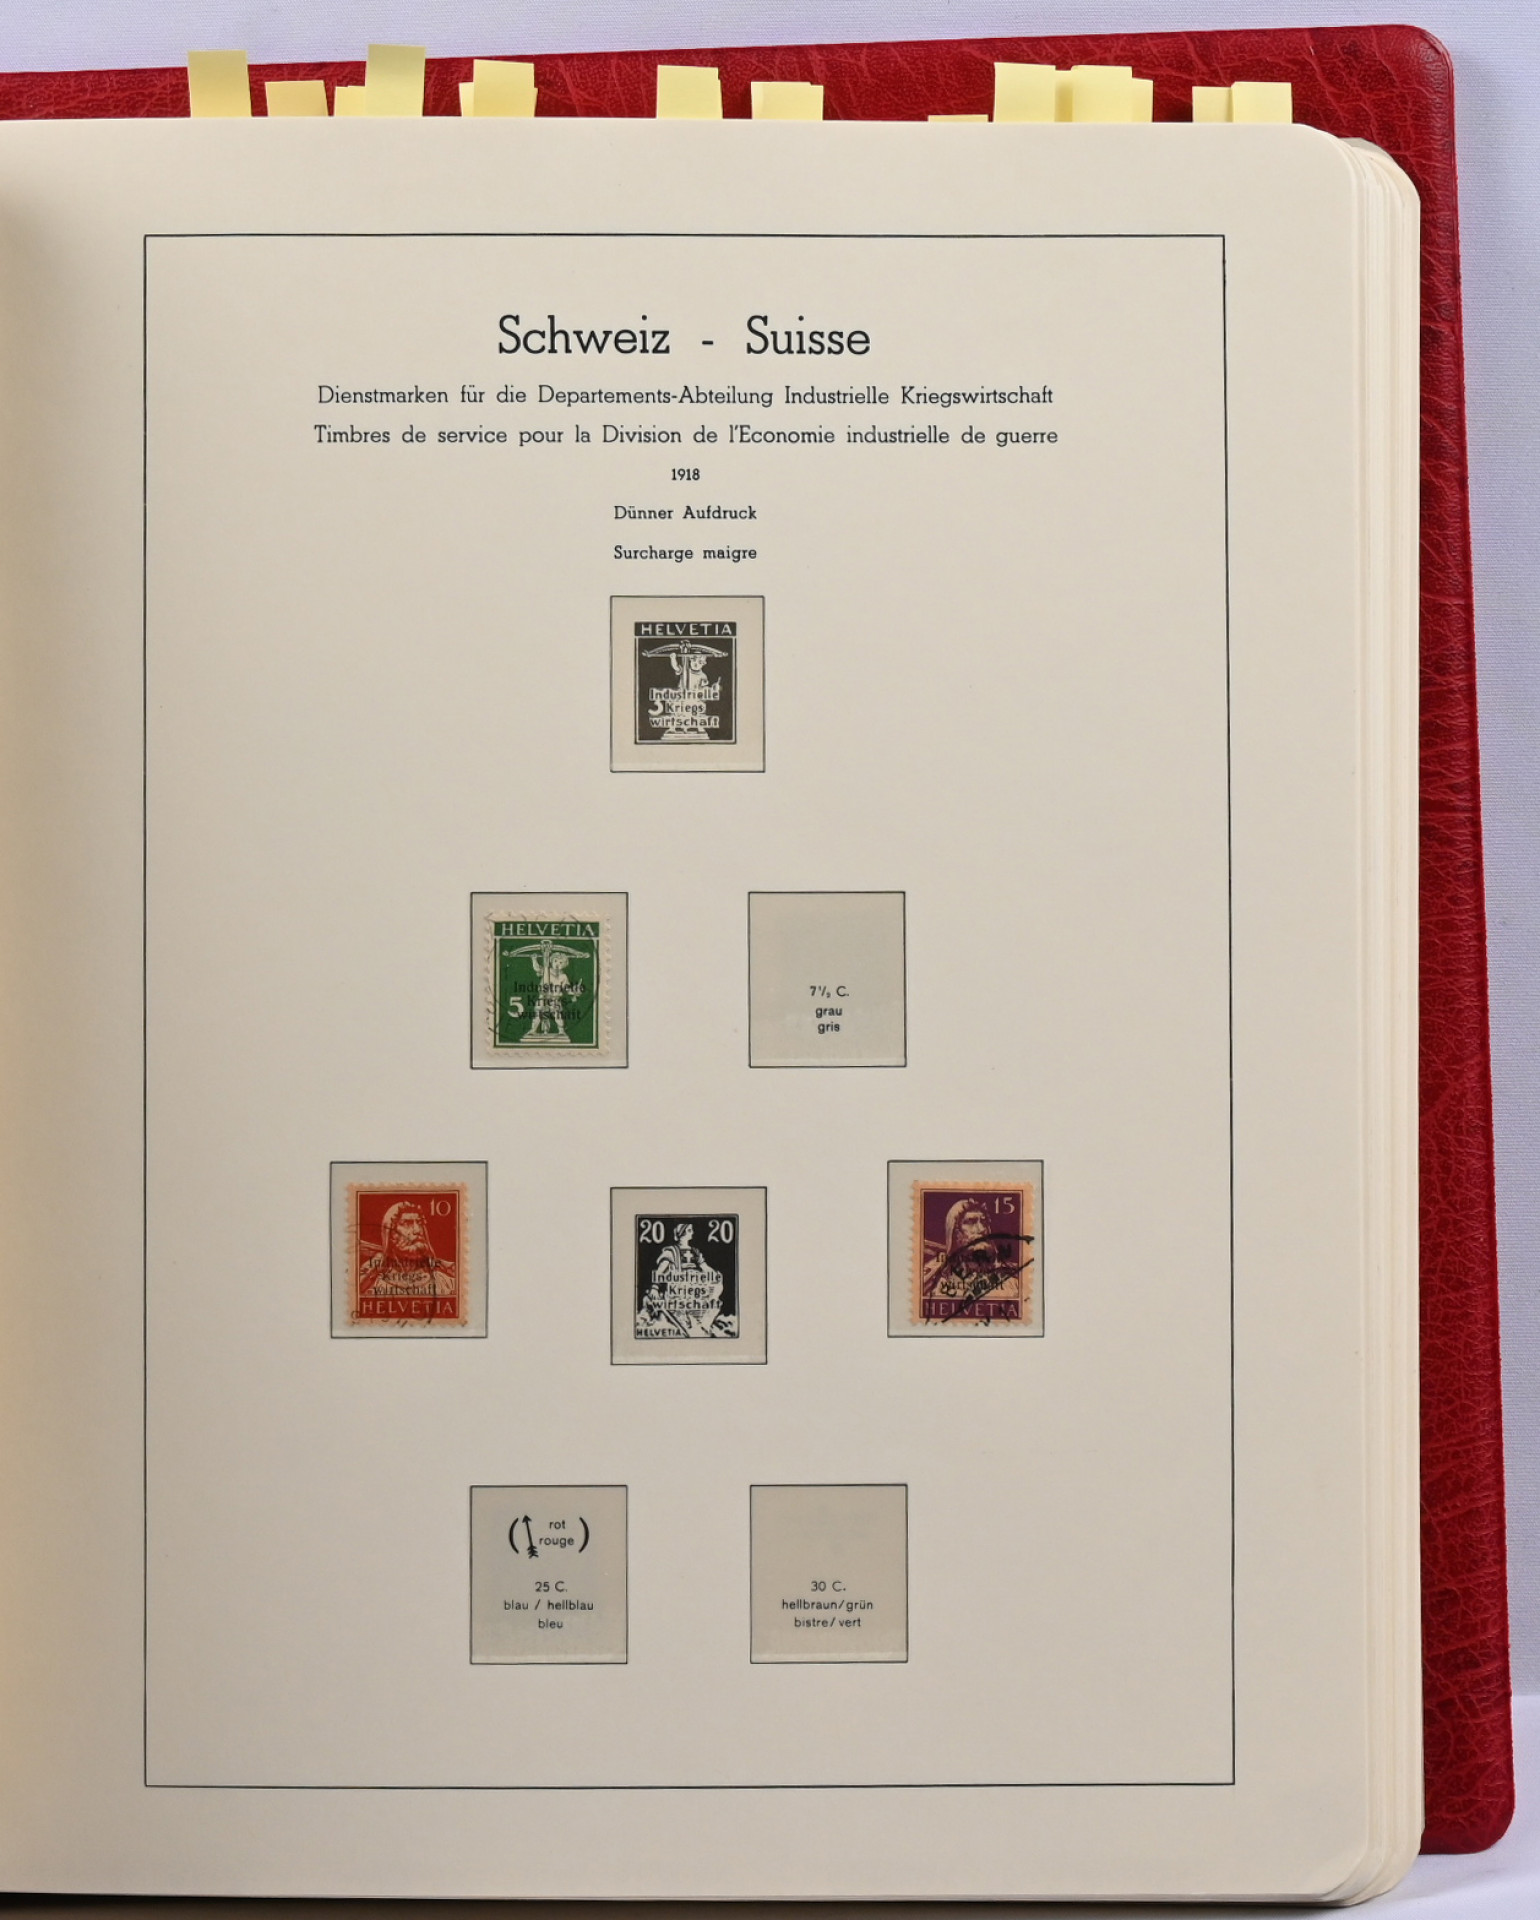 Schweiz - Suisse
Dienstmarken für die Departements-Abteilung Industrielle Kriegswirtschaft
Timbres de service pour la Division de l'Economie industrielle de guerre
1918
Dünner Aufdruck
Surcharge maigre
HELVETIA
Industrielle
3 Kriegs
wirtschaft
HELVETIA
Industrielle
5 Kriegs-
wirtschaft
7½ C.
grau
gris
10
Industrielle
Kriegs-
wirtschaft
HELVETIA
20 20
Industrielle
Kriegs
wirtschaft
HELVETIA
15
wirtschaft
HELVETIA
( rot
rouge )
25 C.
blau / hellblau
bleu
30 C.
hellbraun/grün
bistre/vert